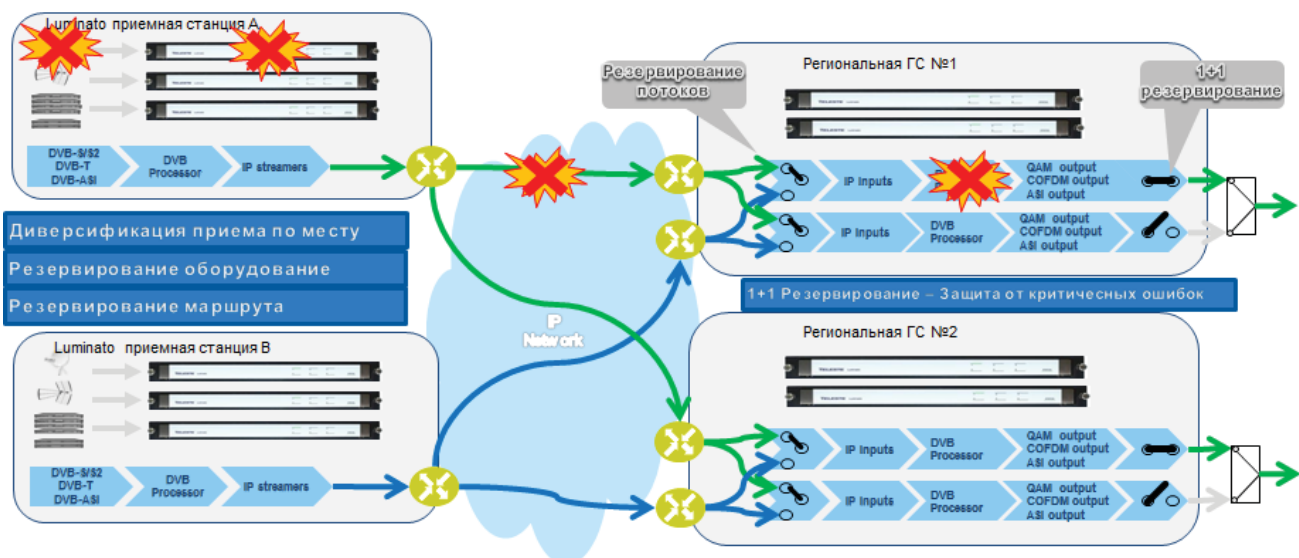 Luminato приемная станция А
DVB-S/S2
DVB-T
DVB-ASI
DVB
Processor
IP streamers
Диверсификация приема по месту
Резервирование оборудование
Резервирование маршрута
Luminato приемная станция В
DVB-S/S2
DVB-T
DVB-ASI
DVB
Processor
IP streamers
P
Network
Резервирование
потоков
Региональная ГС №1
1+1
резервирование
IP Inputs
QAM output
COFDM output
ASI output
IP Inputs
DVB
Processor
QAM output
COFDM output
ASI output
1+1 Резервирование – Защита от критичесных ошибок
Региональная ГС №2
IP Inputs
DVB
Processor
QAM output
COFDM output
ASI output
IP Inputs
DVB
Processor
QAM output
COFDM output
ASI output